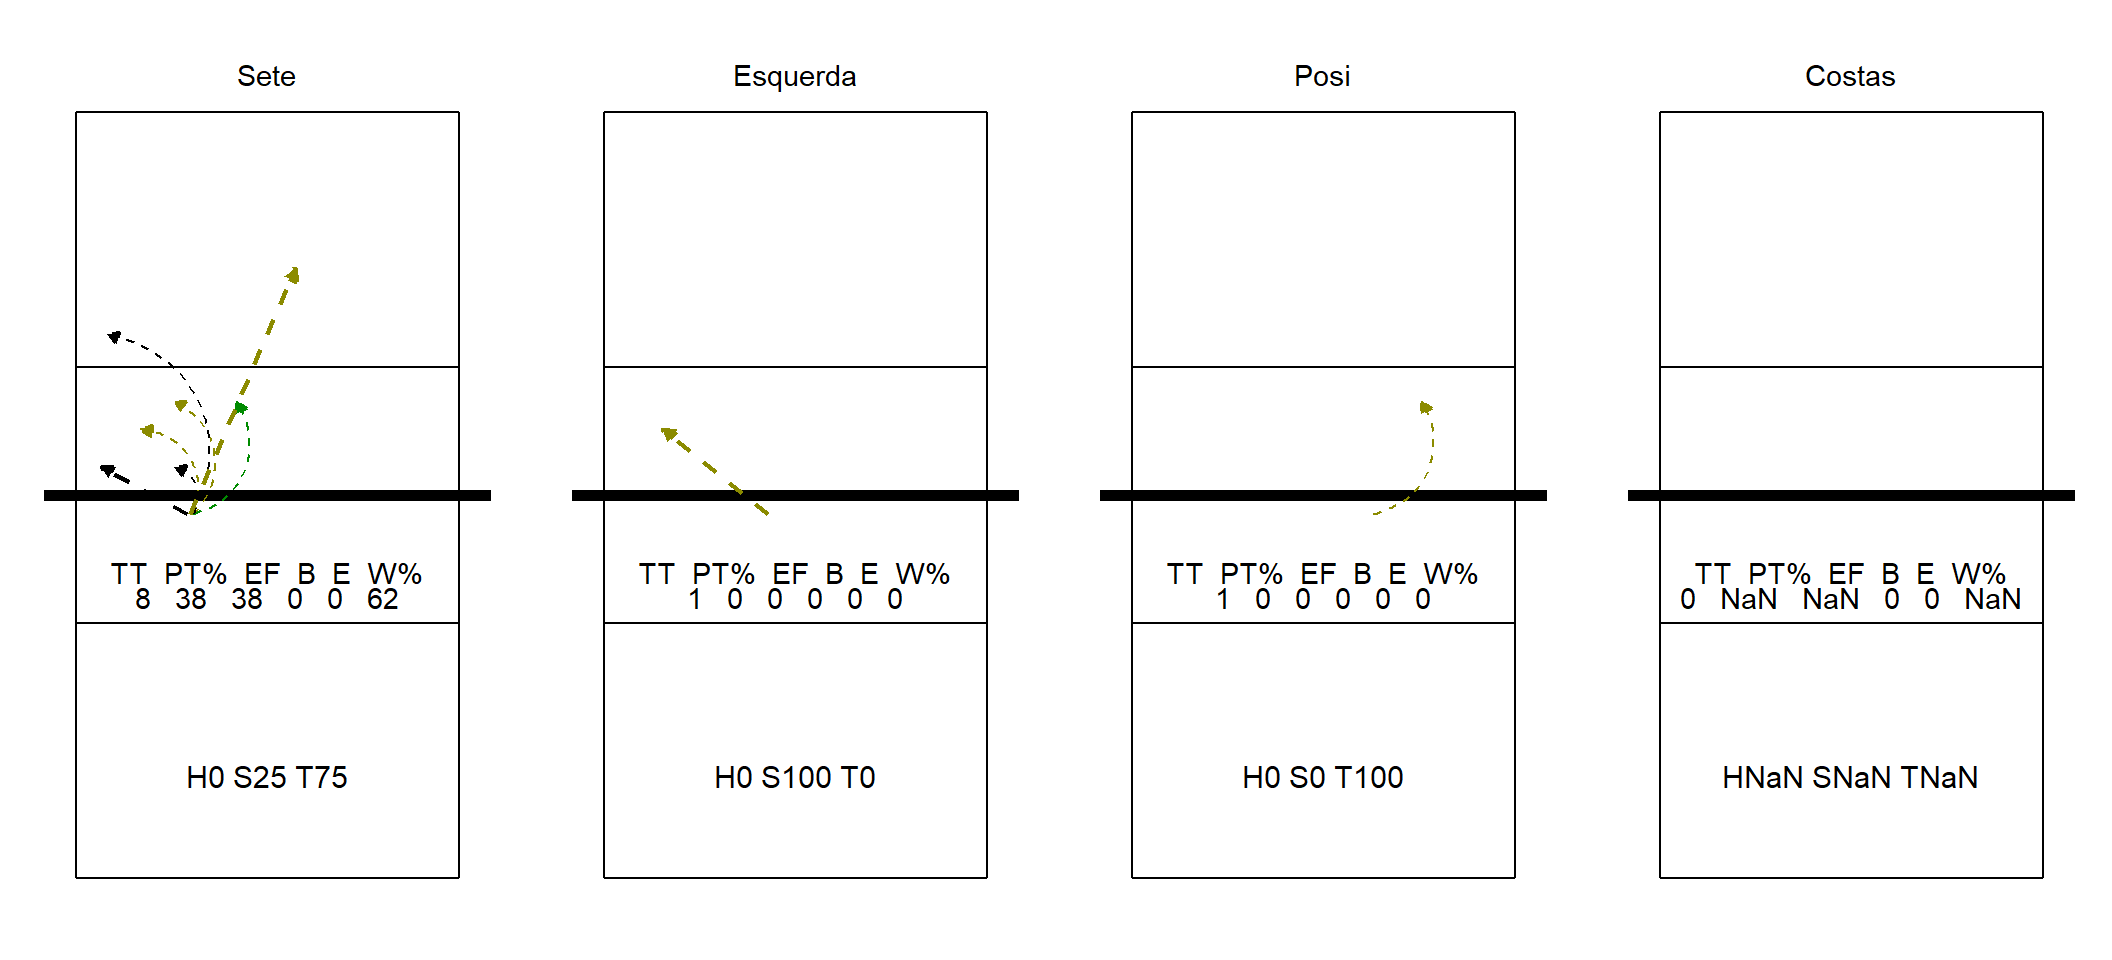 Sete
TT PT% EF B E W%
8 38 38 0 0 62
H0 S25 T75
Esquerda
TT PT% EF B E W%
1 0 0 0 0 0
H0 S100 T0
Posi
TT PT% EF B E W%
1 0 0 0 0 0
H0 S0 T100
Costas
TT PT% EF B E W%
0 NaN NaN 0 0 NaN
HNaN SNaN TNaN